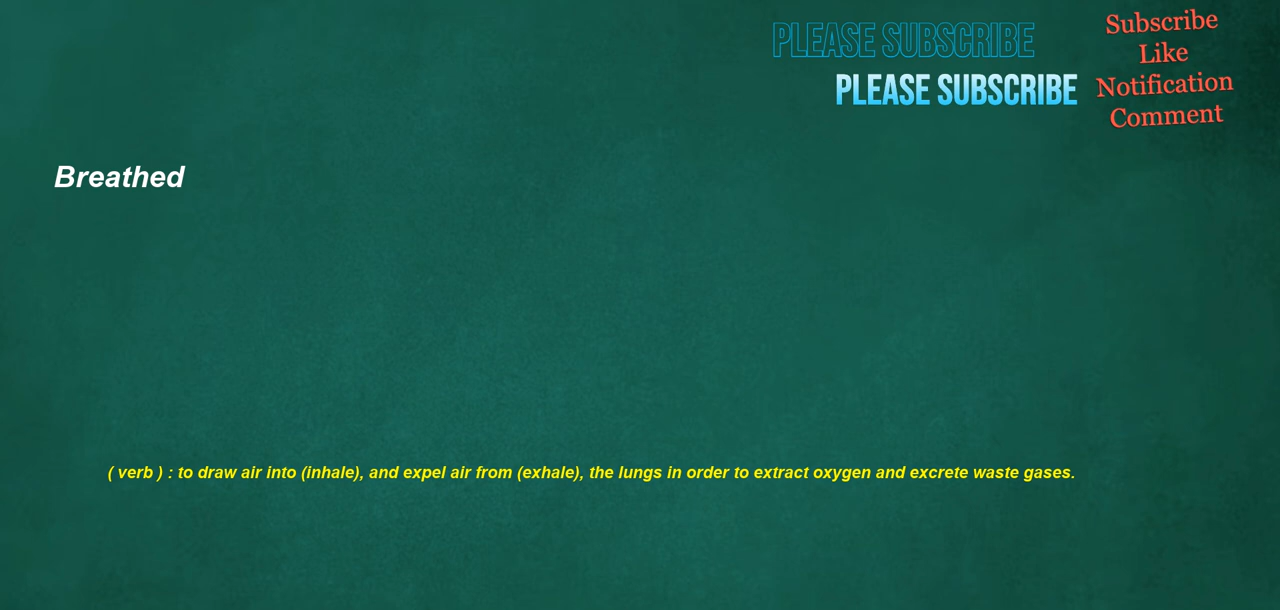 PLEASE SUBSCRIBE
PLEASE SUBSCRIBE
Subscribe
Like
Notification
Comment
Breathed
( verb ) : to draw air into (inhale), and expel air from (exhale), the lungs in order to extract oxygen and excrete waste gases.